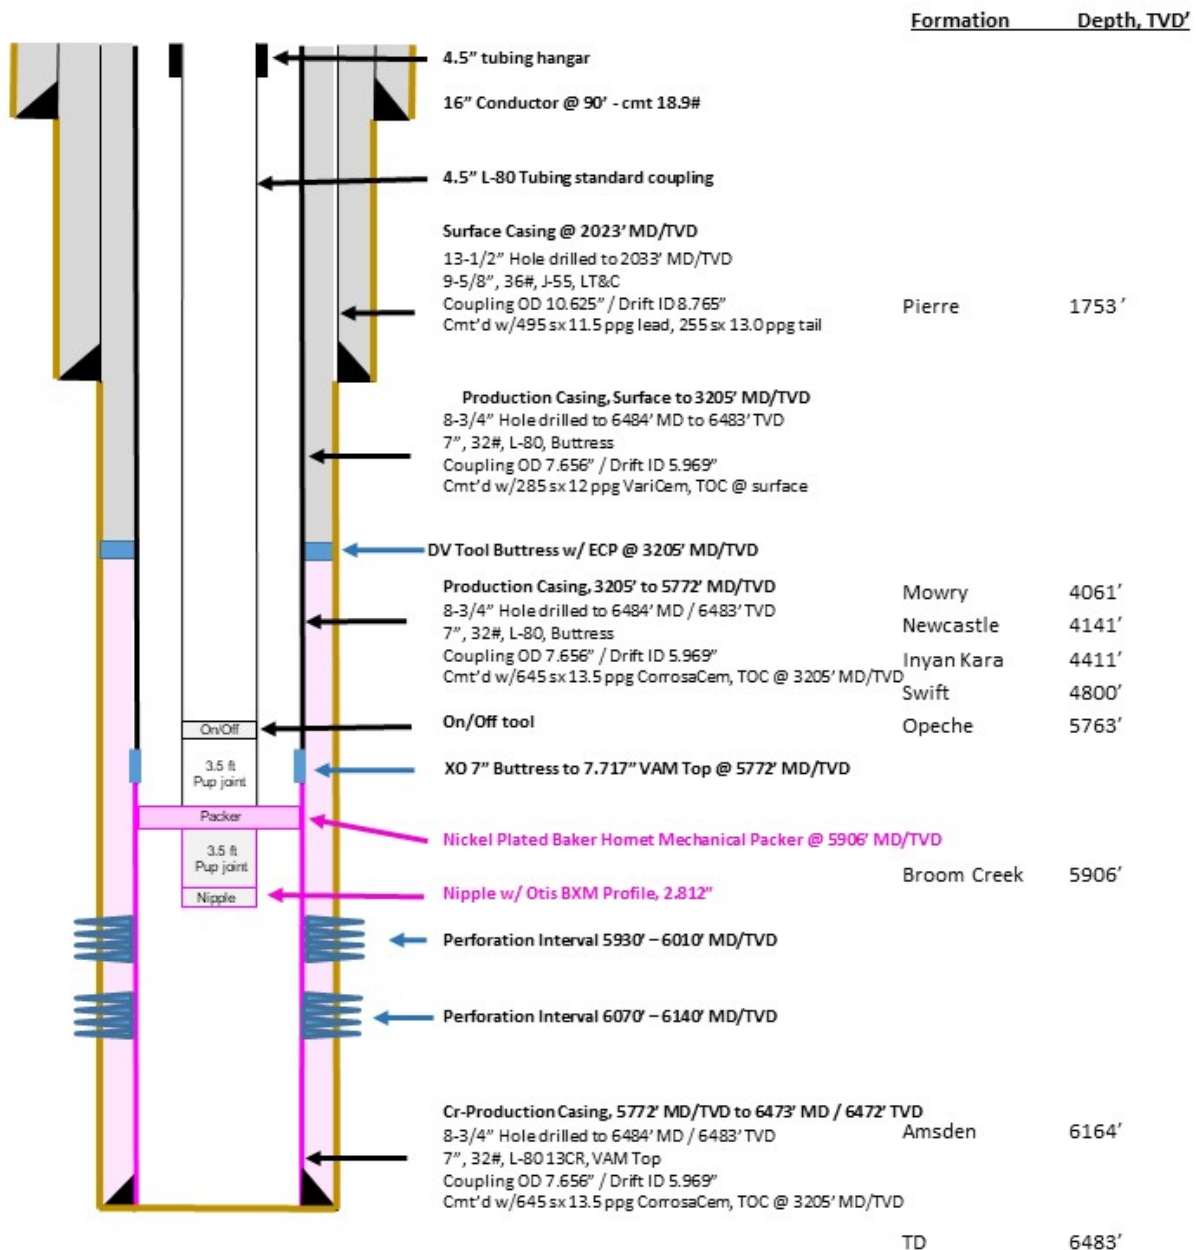 Formation Depth, TVD'
4.5" tubing hangar
16" Conductor @ 90' - cmt 18.9#
4.5" L-80 Tubing standard coupling
Surface Casing @ 2023' MD/TVD
13-1/2" Hole drilled to 2033' MD/TVD
9-5/8", 36#, J-55, LT&C
Coupling OD 10.625" / Drift ID 8.765"
Pierre 1753'
Cmt'd w/495 sx 11.5 ppg lead, 255 sx 13.0 ppg tail
Production Casing, Surface to 3205' MD/TVD
8-3/4" Hole drilled to 6484' MD to 6483' TVD
7", 32#, L-80, Buttress
Coupling OD 7.656" / Drift ID 5.969"
Cmt'd w/285 sx 12 ppg VariCem, TOC @ surface
DV Tool Buttress w/ ECP @ 3205' MD/TVD
Production Casing, 3205' to 5772' MD/TVD
Mowry 4061'
8-3/4" Hole drilled to 6484' MD / 6483' TVD
Newcastle 4141'
7", 32#, L-80, Buttress
Coupling OD 7.656" / Drift ID 5.969"
Inyan Kara 4411'
Cmt'd w/645 sx 13.5 ppg CorrosaCem, TOC @ 3205' MD/TVD
Swift 4800'
On/Off tool
Opeche 5763'
On/Off
3.5 ft
Pup joint
XO 7" Buttress to 7.717" VAM Top @ 5772' MD/TVD
Packer
Nickel Plated Baker Hornet Mechanical Packer @ 5906' MD/TVD
3.5 ft
Pup joint
Broom Creek 5906'
Nipple
Nipple w/ Otis BXM Profile, 2.812"
Perforation Interval 5930' – 6010' MD/TVD
Perforation Interval 6070' – 6140' MD/TVD
Cr-Production Casing, 5772' MD/TVD to 6473' MD / 6472' TVD
Amsden 6164'
8-3/4" Hole drilled to 6484' MD / 6483' TVD
7", 32#, L-80 13CR, VAM Top
Coupling OD 7.656" / Drift ID 5.969"
Cmt'd w/645 sx 13.5 ppg CorrosaCem, TOC @ 3205' MD/TVD
TD 6483'